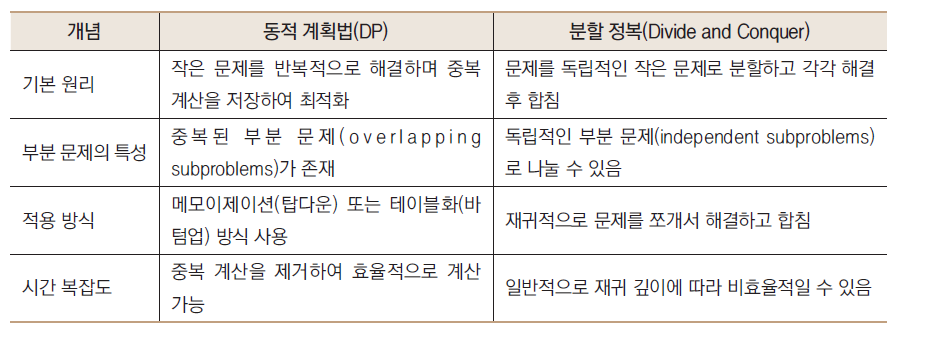 개념 동적 계획법(DP) 분할 정복(Divide and Conquer)
기본 원리
작은 문제를 반복적으로 해결하며 중복
계산을 저장하여 최적화
문제를 독립적인 작은 문제로 분할하고 각각 해결
후 합침
부분 문제의 특성
중복된 부분 문제(overlapping
subproblems)가 존재
독립적인 부분 문제(independent subproblems)
로 나눌 수 있음
적용 방식
메모이제이션(탑다운) 또는 테이블화(바
텀업) 방식 사용
재귀적으로 문제를 쪼개서 해결하고 합침
시간 복잡도
중복 계산을 제거하여 효율적으로 계산
가능
일반적으로 재귀 깊이에 따라 비효율적일 수 있음